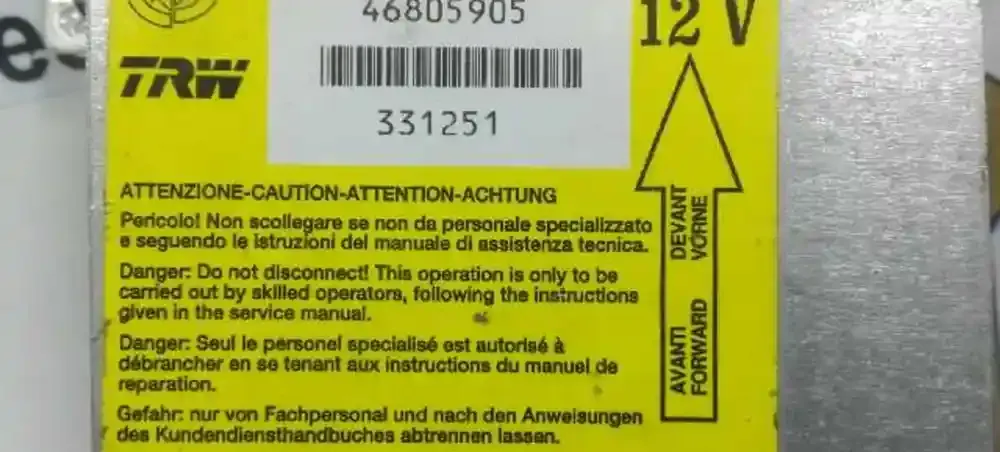 46805905
12 V
TRW
331251
ATTENZIONE-CAUTION-ATTENTION-ACHTUNG
Pericolo! Non scollegare se non da personale specializzato
e seguendo le istruzioni del manuale di assistenza tecnica.
Danger: Do not disconnect! This operation is only to be
carried out by skilled operators, following the instructions
given in the service manual.
Danger: Seul le personel specialisé est autorisé à
débrancher en se tenant aux instructions du manuel de
reparation.
Gefahr: nur von Fachpersonal und nach den Anweisungen
des Kundendiensthandbuches abtrennen lassen.
AVANTI DEVANT
FORWARD VORNE